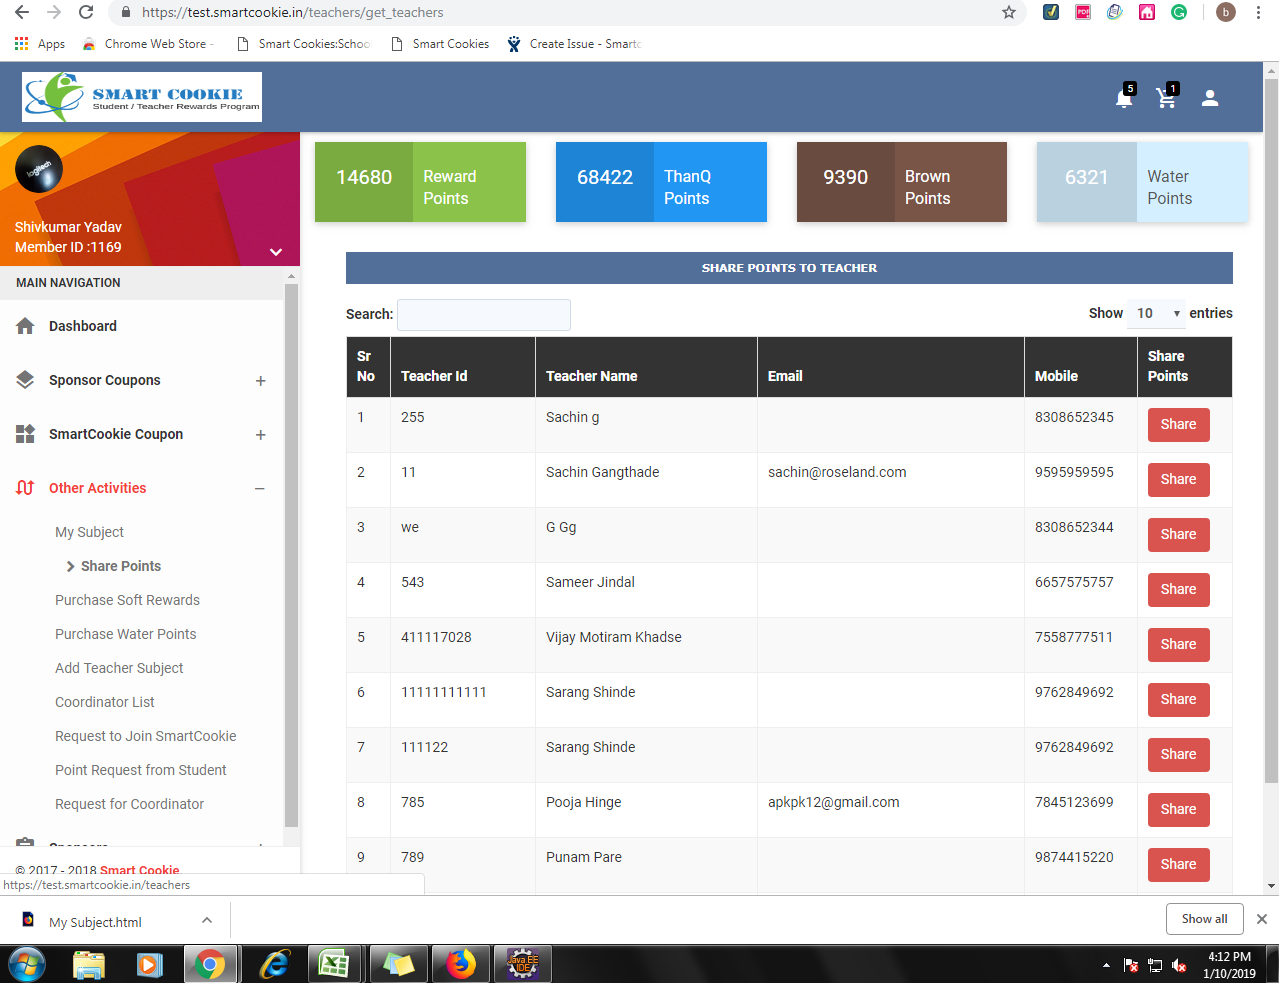 https://test.smartcookie.in/teachers/get_teachers
b
Apps
Chrome Web Store -
Smart Cookies:Schoo
Smart Cookies
Create Issue - Smart
SMART COOKIE
Student / Teacher Rewards Program
5
1
logitech
Shivkumar Yadav
Member ID :1169
14680 Reward Points
68422 ThanQ Points
9390 Brown Points
6321 Water Points
MAIN NAVIGATION
Dashboard
Sponsor Coupons +
SmartCookie Coupon +
Other Activities −
My Subject
Share Points
Purchase Soft Rewards
Purchase Water Points
Add Teacher Subject
Coordinator List
Request to Join SmartCookie
Point Request from Student
Request for Coordinator
Sponsors
© 2017 - 2018 Smart Cookie
https://test.smartcookie.in/teachers
SHARE POINTS TO TEACHER
Search:
Show 10 entries
Sr No Teacher Id Teacher Name Email Mobile Share Points
1 255 Sachin g 8308652345 Share
2 11 Sachin Gangthade sachin@roseland.com 9595959595 Share
3 we G Gg 8308652344 Share
4 543 Sameer Jindal 6657575757 Share
5 411117028 Vijay Motiram Khadse 7558777511 Share
6 11111111111 Sarang Shinde 9762849692 Share
7 111122 Sarang Shinde 9762849692 Share
8 785 Pooja Hinge apkpk12@gmail.com 7845123699 Share
9 789 Punam Pare 9874415220 Share
My Subject.html
Show all
Java EE
IDE
4:12 PM
1/10/2019